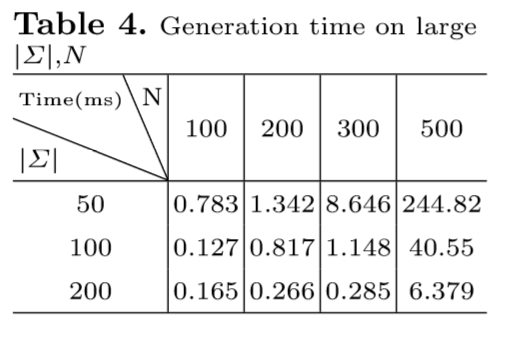 Table 4. Generation time on large
|Σ|,N
Time(ms) N
|Σ|
100 200 300 500
50 0.783 1.342 8.646 244.82
100 0.127 0.817 1.148 40.55
200 0.165 0.266 0.285 6.379